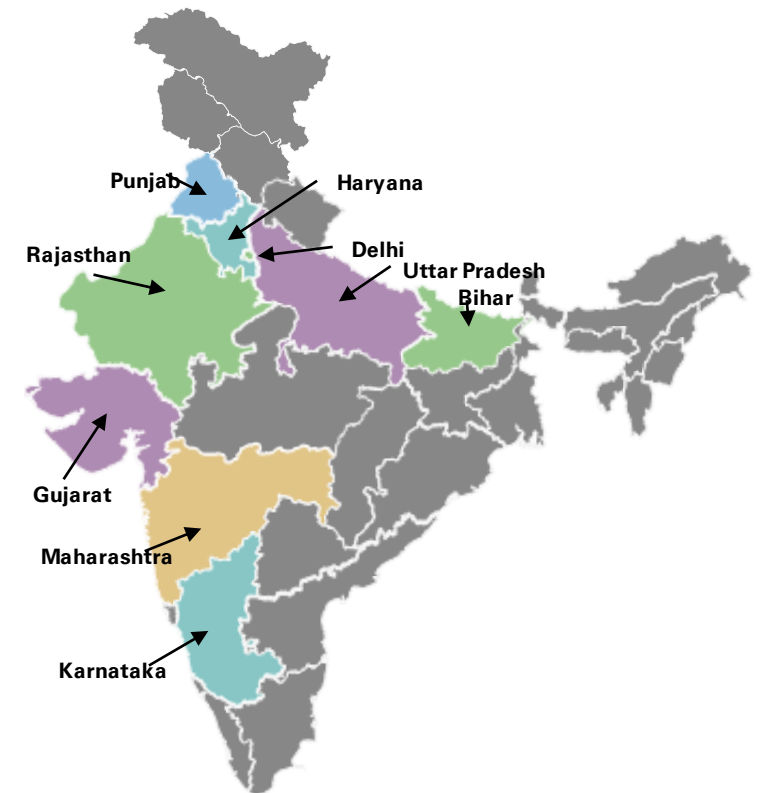 Punjab
Haryana
Rajasthan
Delhi
Uttar Pradesh
Bihar
Gujarat
Maharashtra
Karnataka